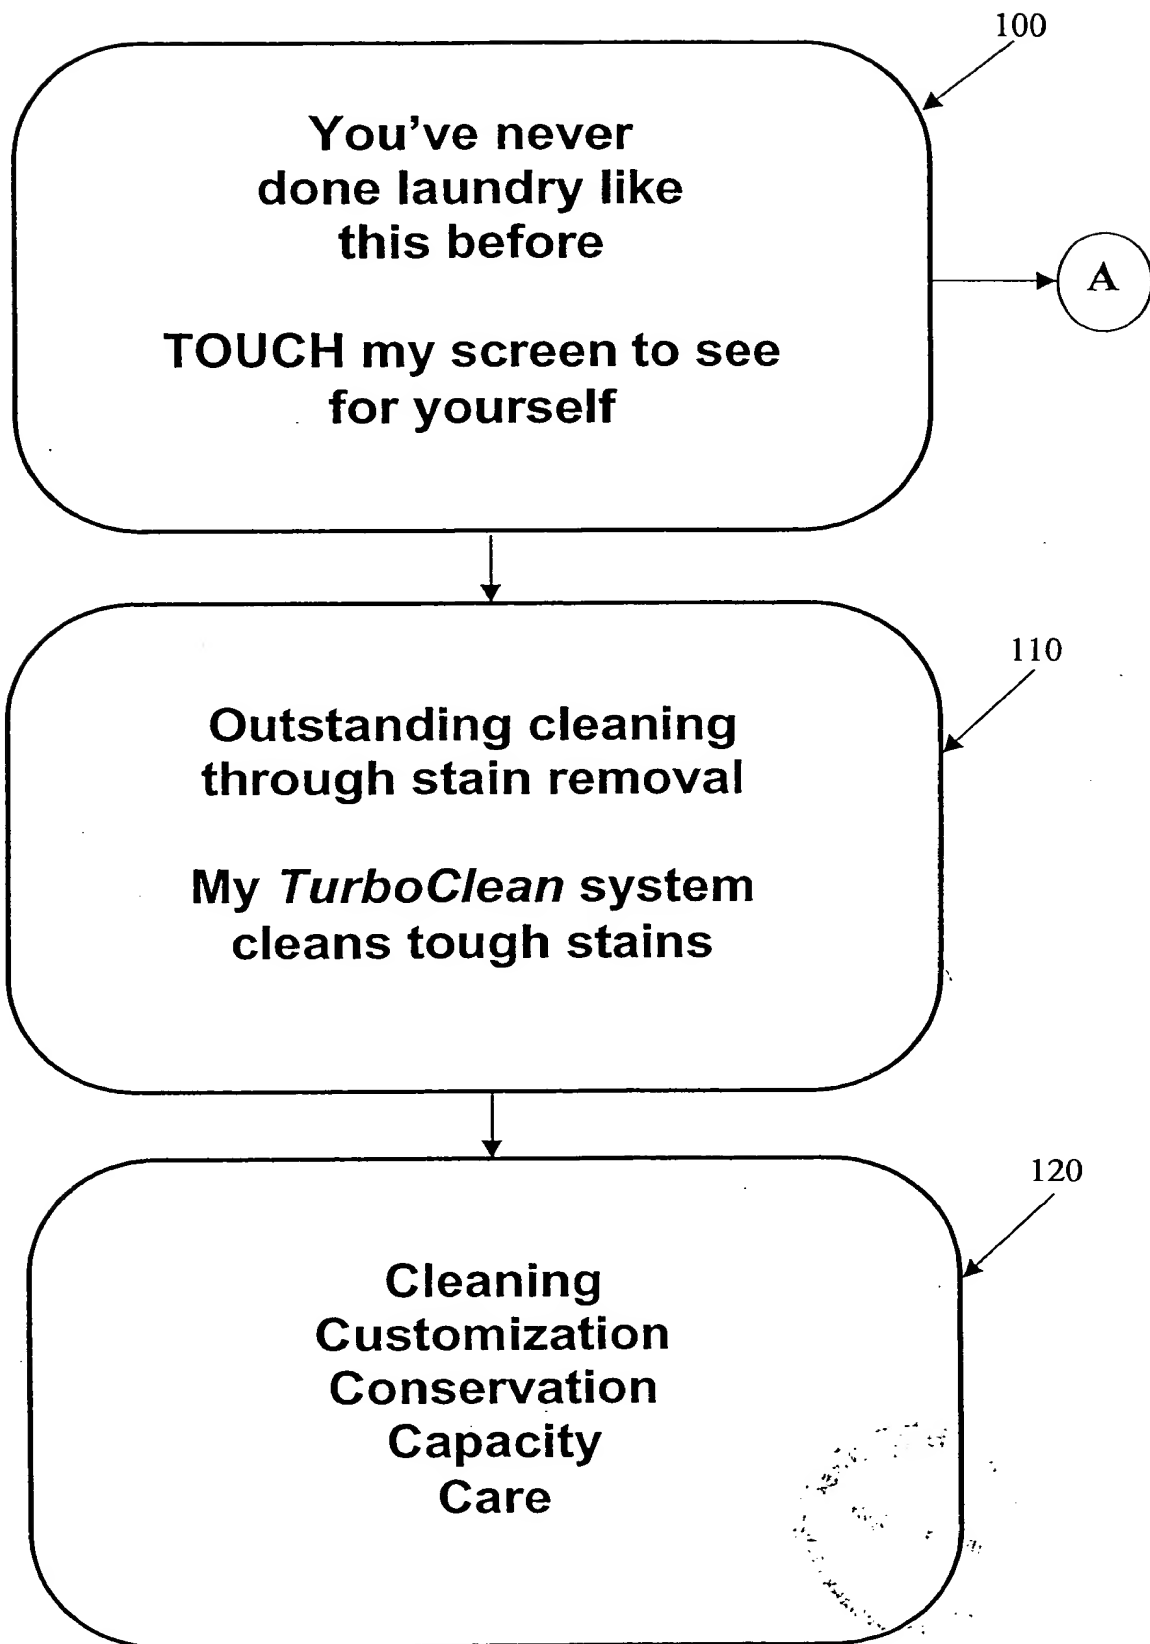 100
You've never
done laundry like
this before
TOUCH my screen to see
for yourself
A
110
Outstanding cleaning
through stain removal
My TurboClean system
cleans tough stains
120
Cleaning
Customization
Conservation
Capacity
Care